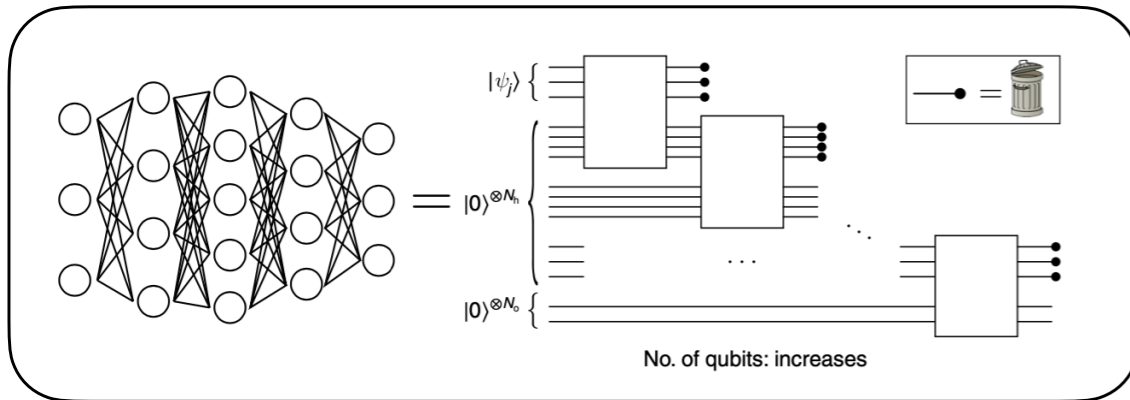 |ψj⟩
=
|0⟩⊗Nh
=
. . .
. . .
|0⟩⊗No
No. of qubits: increases